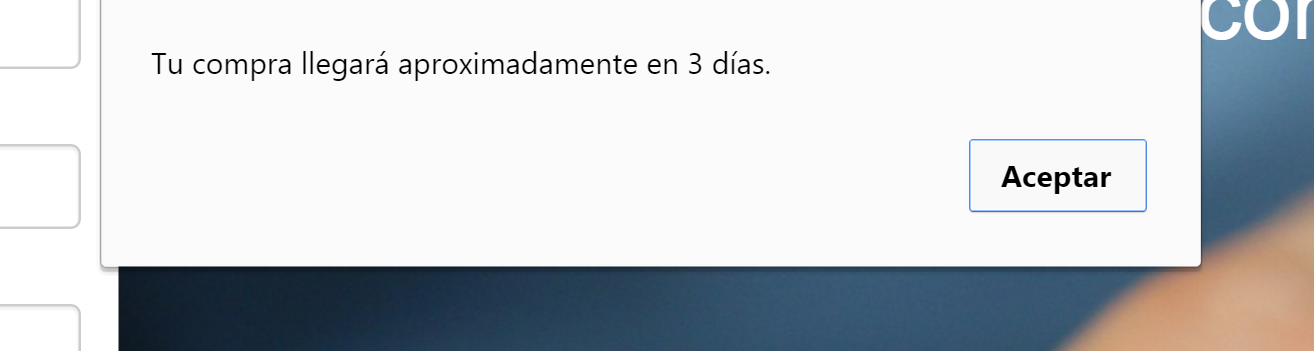 Tu compra llegará aproximadamente en 3 días.
Aceptar